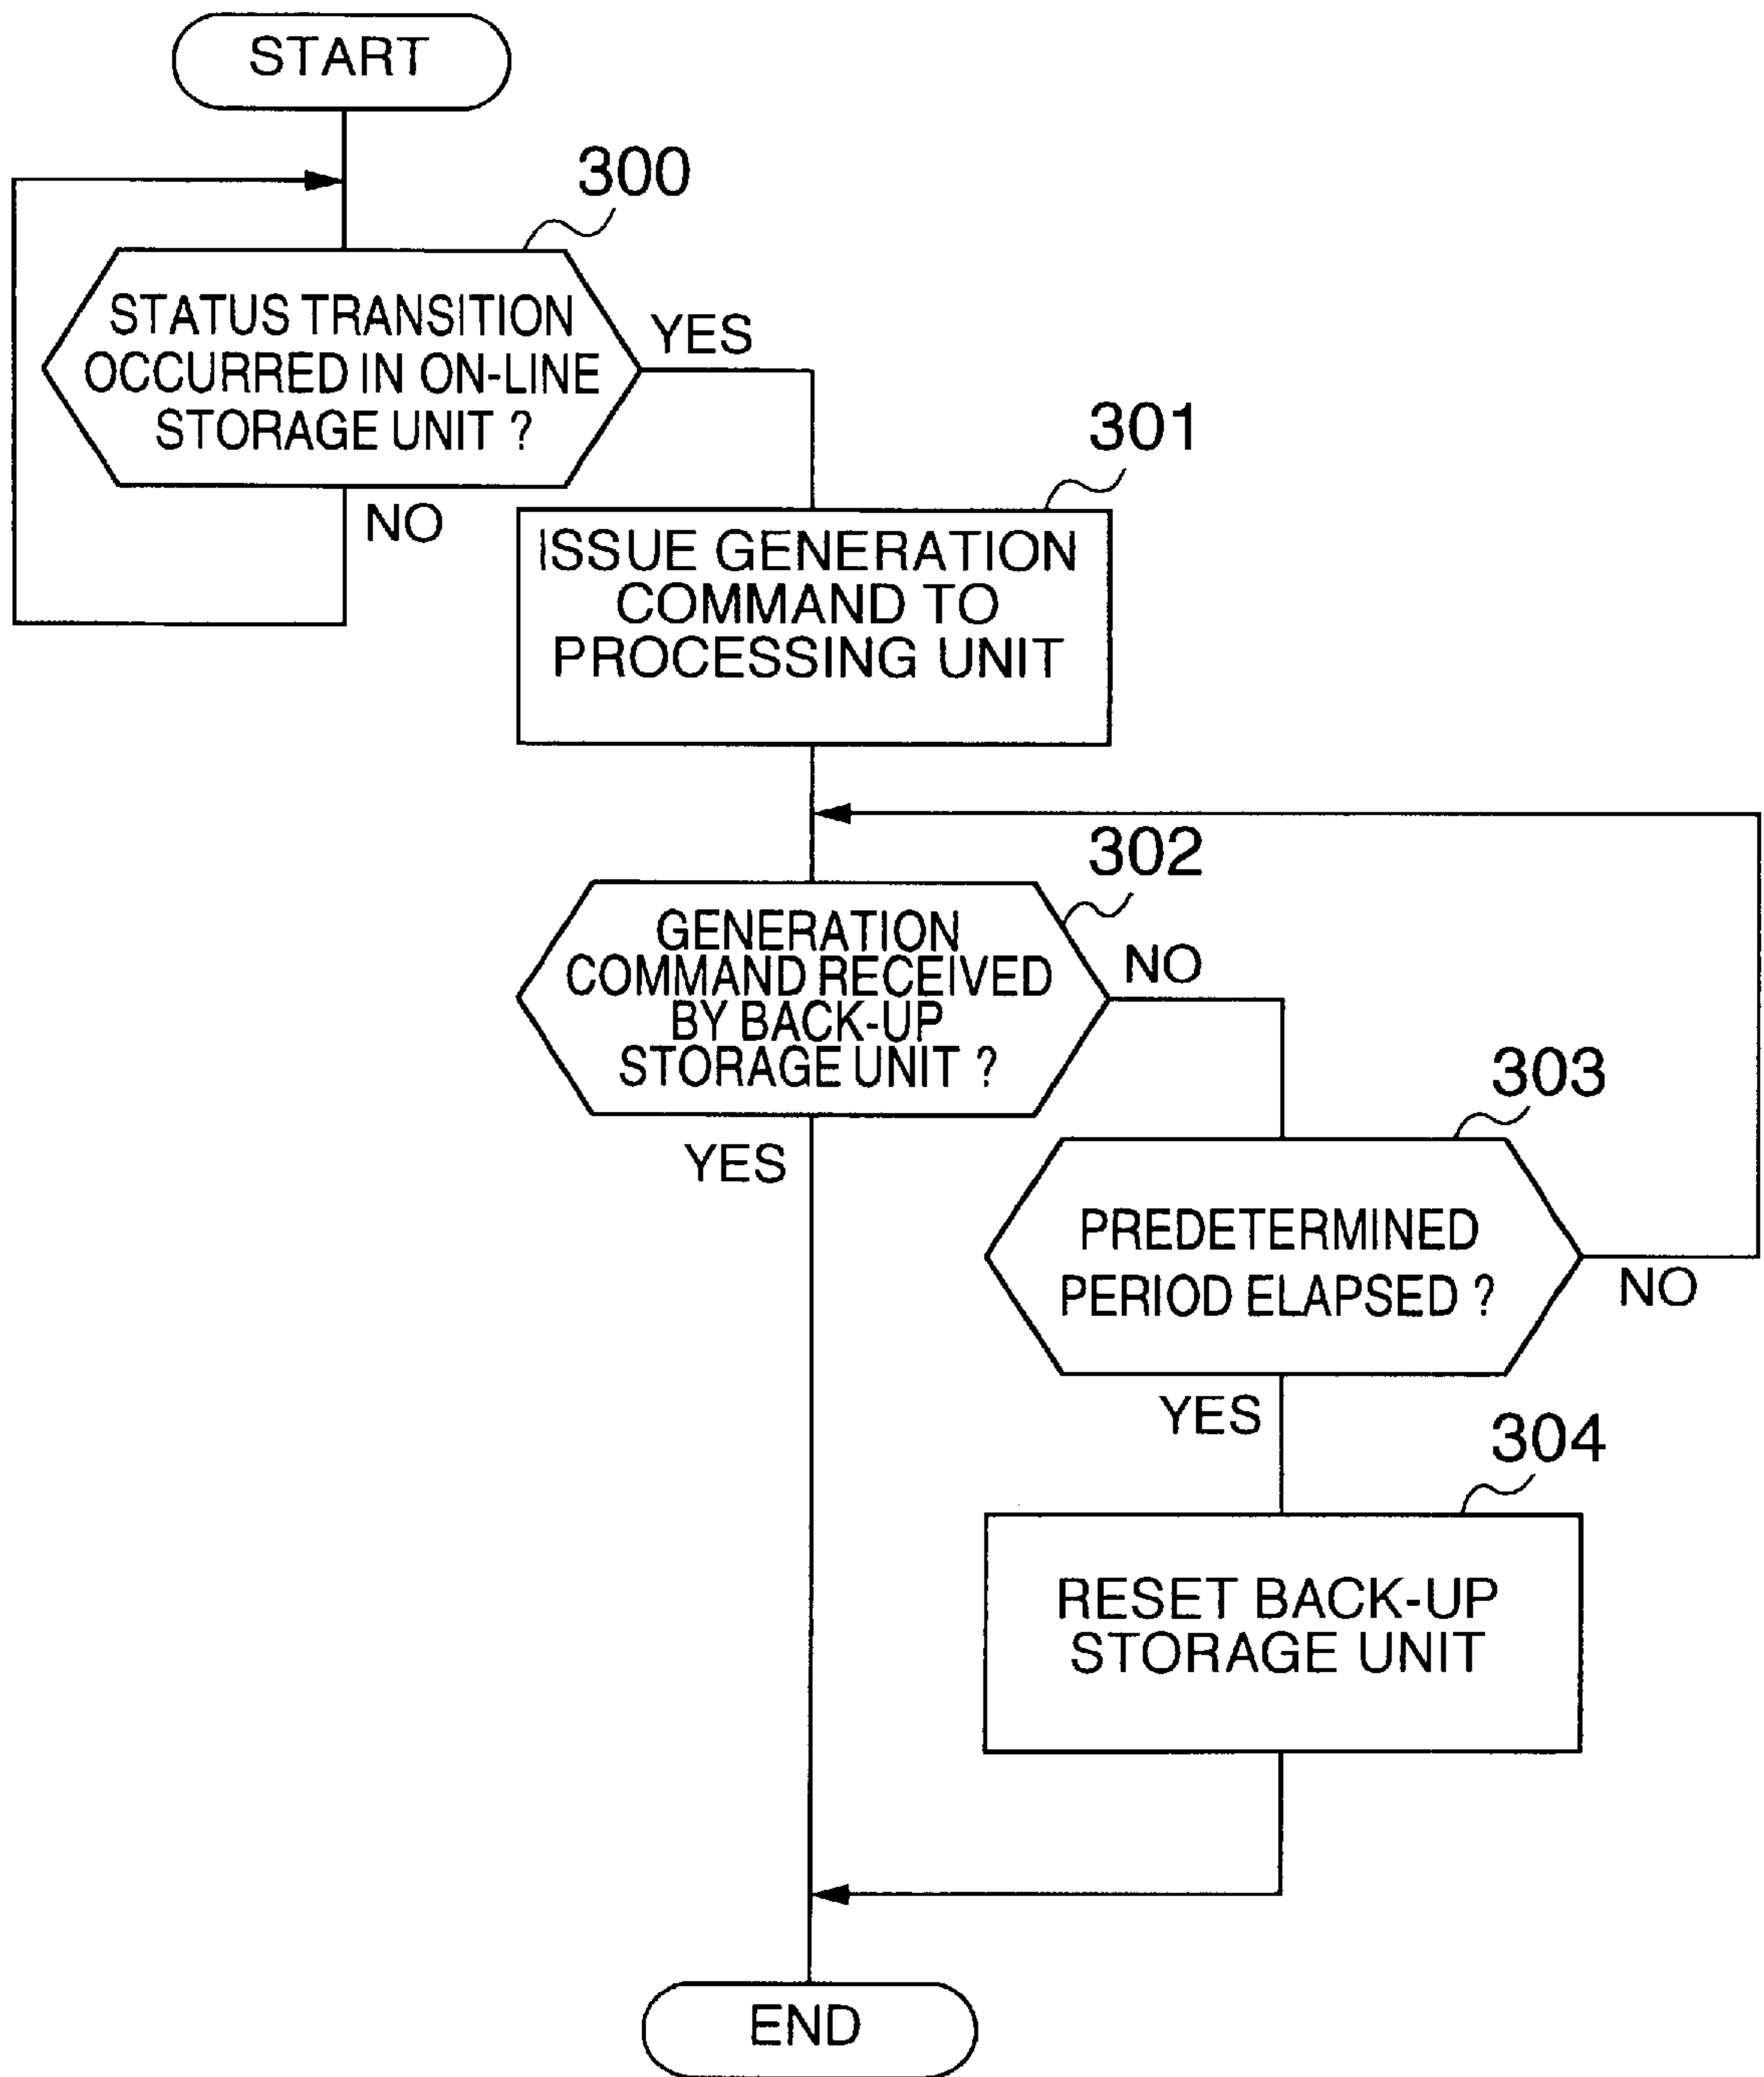 START
300
STATUS TRANSITION
OCCURRED IN ON-LINE
STORAGE UNIT ?
YES
NO
301
ISSUE GENERATION
COMMAND TO
PROCESSING UNIT
302
GENERATION
COMMAND RECEIVED
BY BACK-UP
STORAGE UNIT ?
NO
YES
303
PREDETERMINED
PERIOD ELAPSED ?
NO
YES
304
RESET BACK-UP
STORAGE UNIT
END